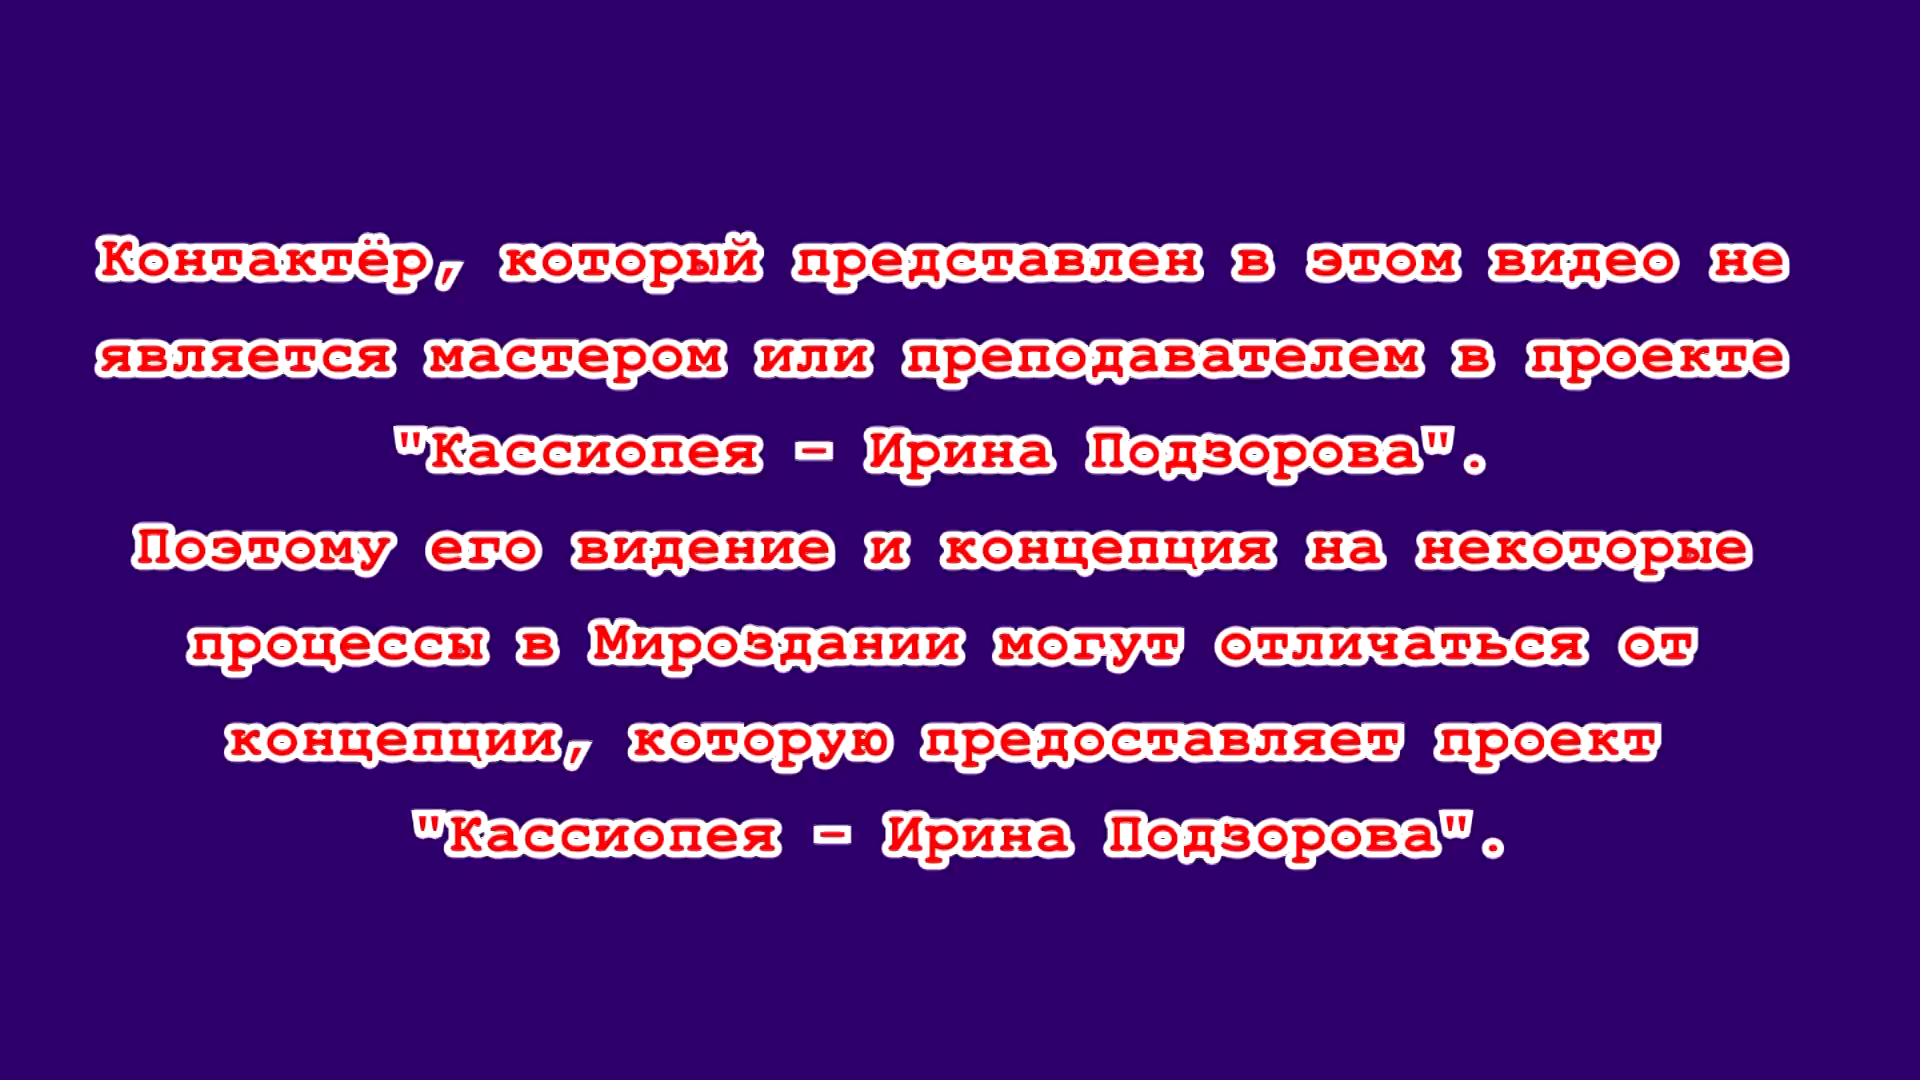 Контактёр, который представлен в этом видео не
является мастером или преподавателем в проекте
"Кассиопея - Ирина Подзорова".
Поэтому его видение и концепция на некоторые
процессы в Мироздании могут отличаться от
концепции, которую предоставляет проект
"Кассиопея - Ирина Подзорова".